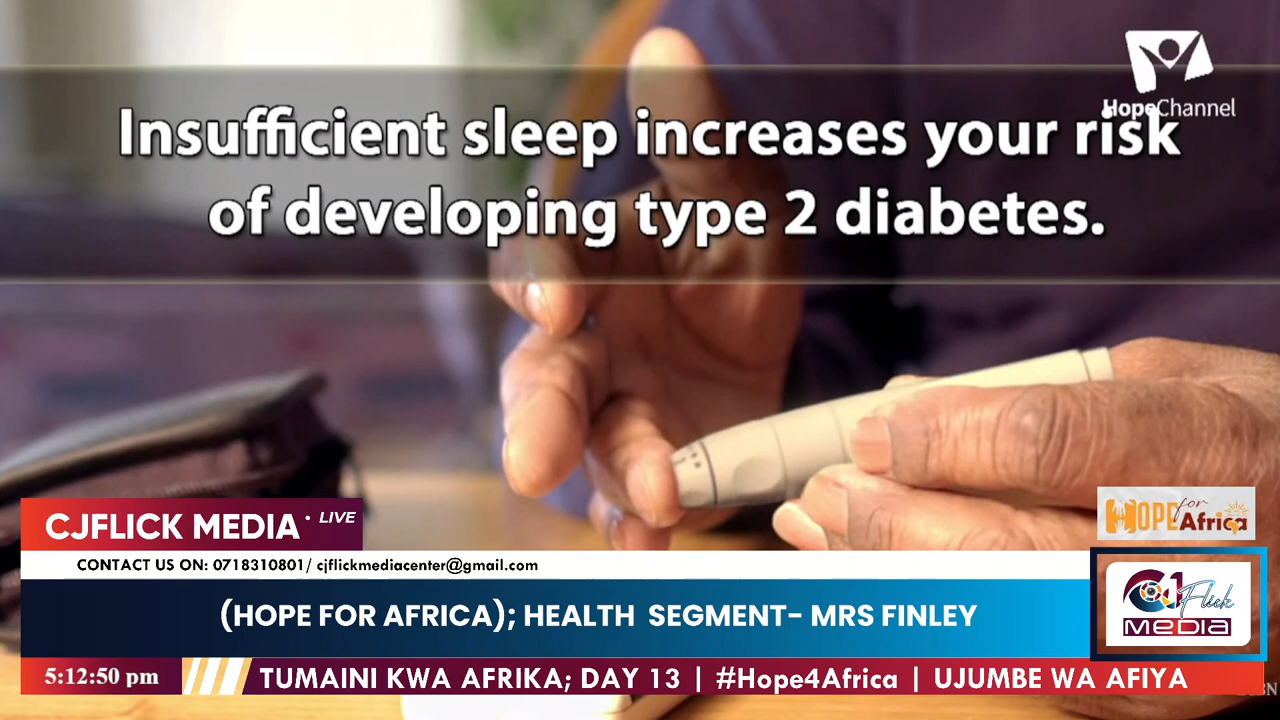 HopeChannel
Insufficient sleep increases your risk
of developing type 2 diabetes.
CJFLICK MEDIA • LIVE
CONTACT US ON: 0718310801/ cjflickmediacenter@gmail.com
HOPE for Africa
(HOPE FOR AFRICA); HEALTH SEGMENT- MRS FINLEY
Flick
MEDIA
5:12:50 pm
TUMAINI KWA AFRIKA; DAY 13 | #Hope4Africa | UJUMBE WA AFIYA